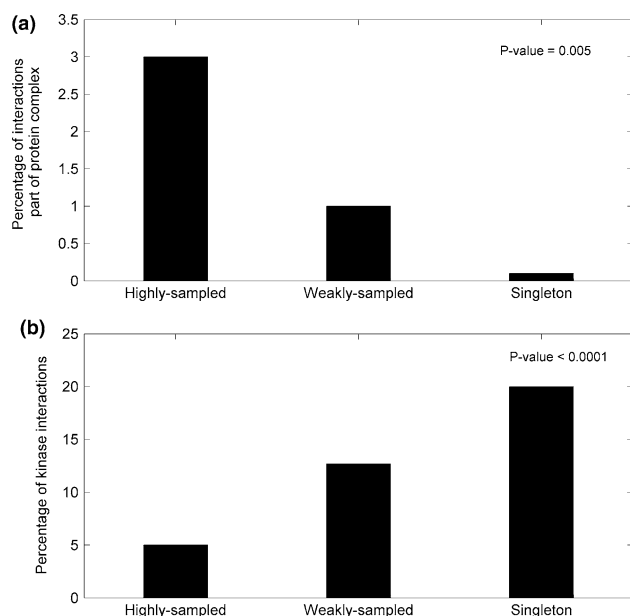 (a)
Percentage of interactions
part of protein complex
3.5
3
2.5
2
1.5
1
0.5
0
P-value = 0.005
Highly-sampled
Weakly-sampled
Singleton
(b)
Percentage of kinase interactions
25
20
15
10
5
0
P-value < 0.0001
Highly-sampled
Weakly-sampled
Singleton